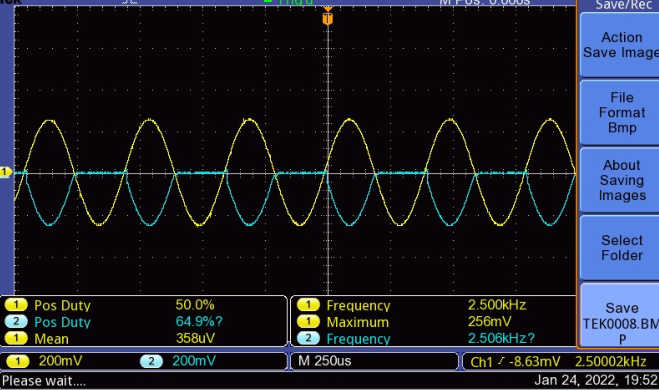 Trig'd
M Pos: 0.000s
Save/Rec
T
Action
Save Image
File
Format
Bmp
About
Saving
Images
Select
Folder
Save
TEK0008.BM
P
1
1 Pos Duty 50.0%
2 Pos Duty 64.9%?
1 Mean 358uV
1 Frequency 2.500kHz
1 Maximum 256mV
2 Frequency 2.506kHz?
1 200mV 2 200mV M 250us Ch1 -8.63mV 2.50002kHz
Please wait.... Jan 24, 2022, 19:52